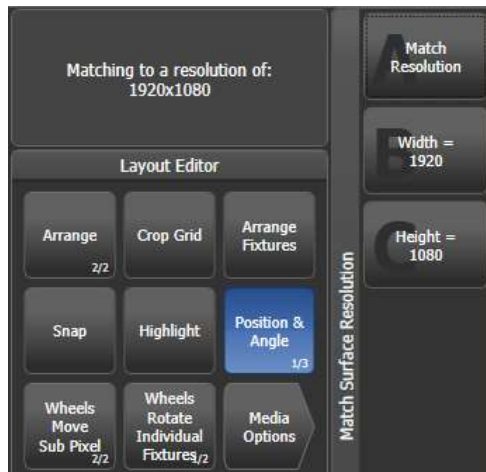 Matching to a resolution of:
1920x1080
Layout Editor
Arrange
2/2
Crop Grid
Arrange
Fixtures
Snap
Highlight
Position &
Angle
1/3
Wheels
Move
Sub Pixel
2/2
Wheels
Rotate
Individual
Fixtures
1/2
Media
Options
Match Surface Resolution
A
Match
Resolution
B
Width =
1920
C
Height =
1080